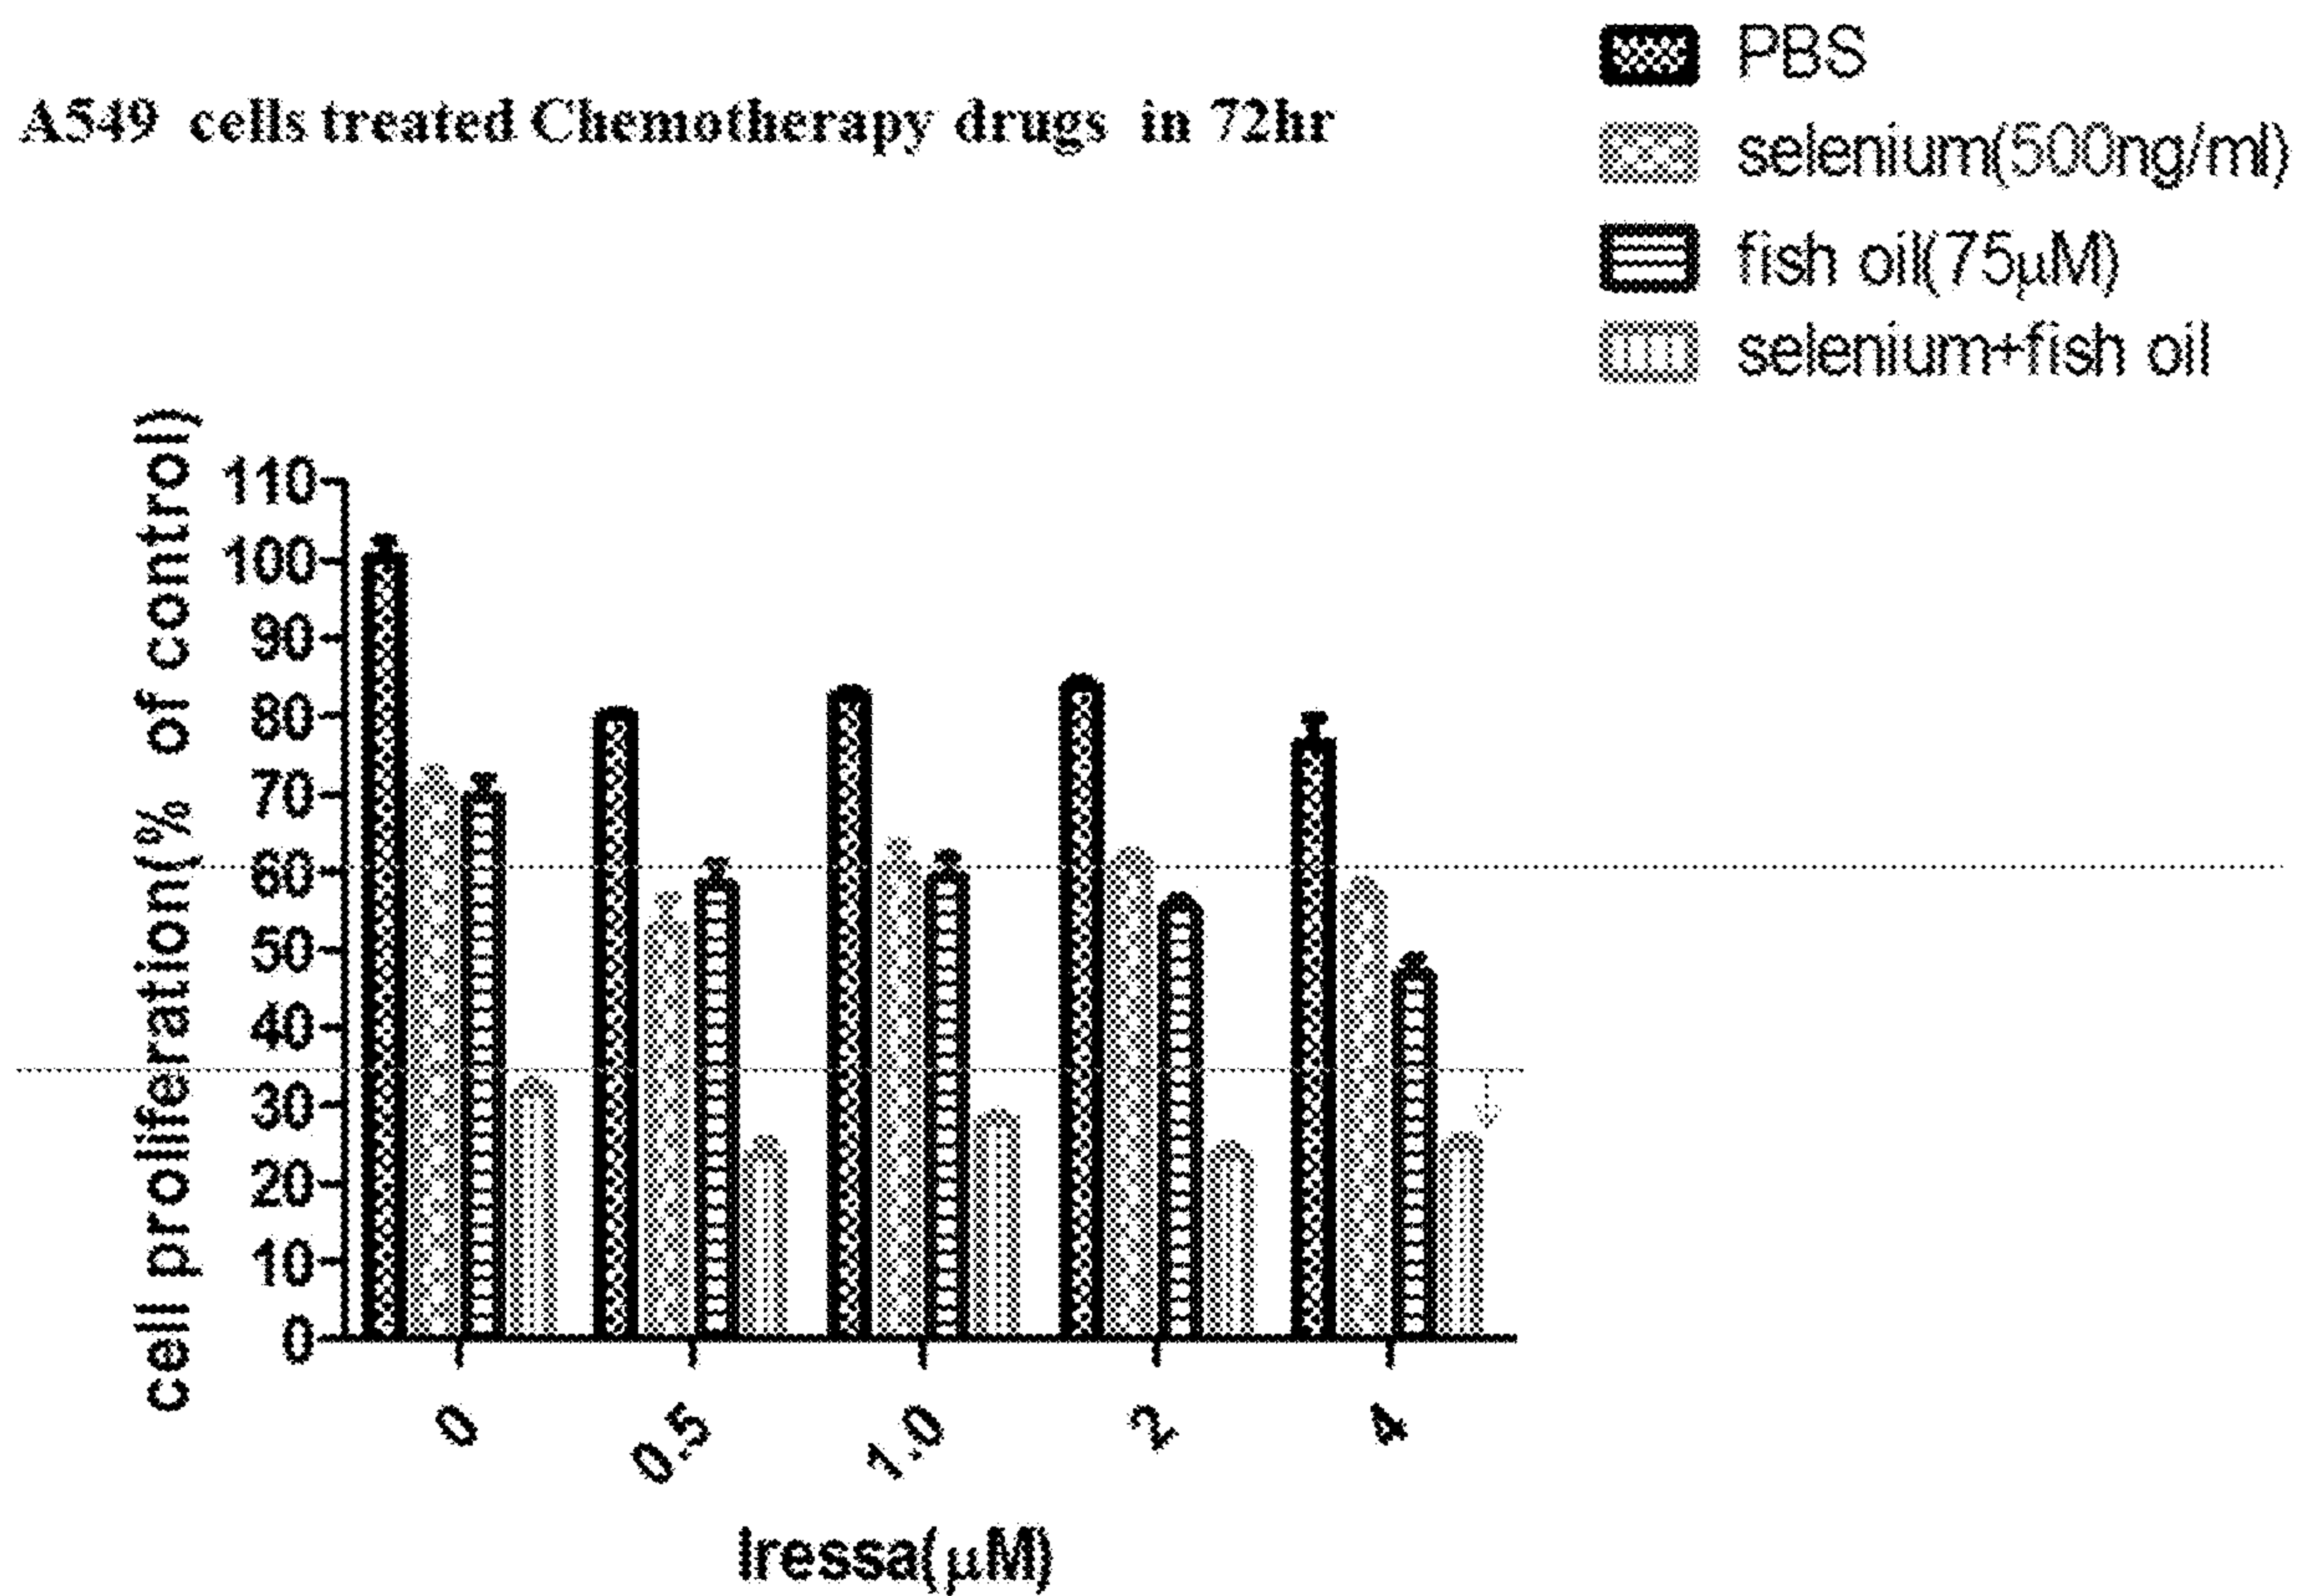 A549 cells treated Chemotherapy drugs in 72hr
PBS
selenium(500ng/ml)
fish oil(75μM)
selenium+fish oil
cell proliferation(% of control)
110
100
90
80
70
60
50
40
30
20
10
0
0
0.5
1.0
2
4
Iressa(μM)